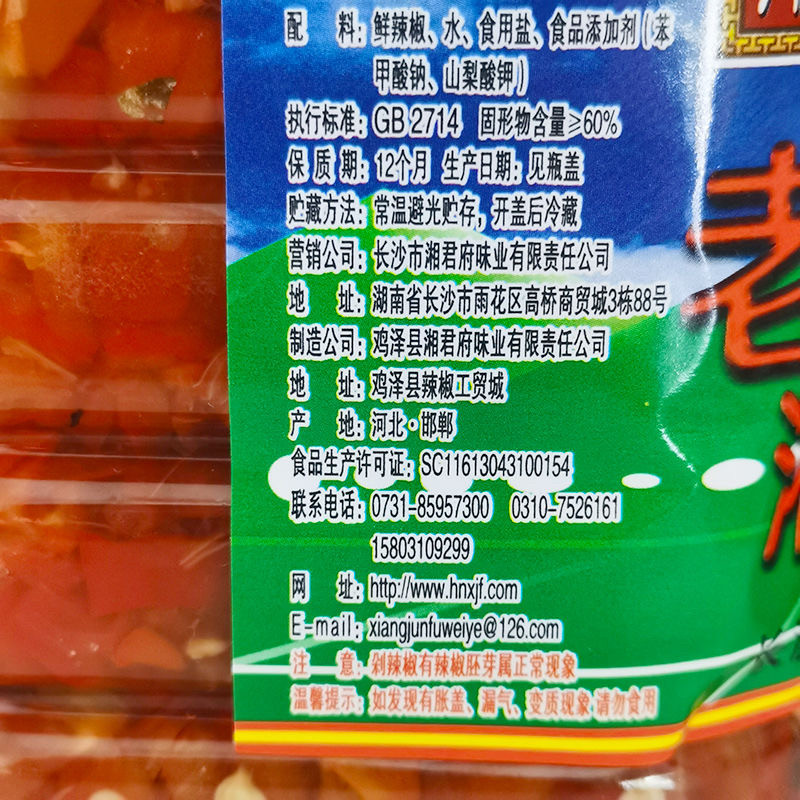 配 料: 鲜辣椒、水、食用盐、食品添加剂(苯
甲酸钠、山梨酸钾)
执行标准: GB 2714 固形物含量≥60%
保 质 期: 12个月 生产日期: 见瓶盖
贮藏方法: 常温避光贮存，开盖后冷藏
营销公司: 长沙市湘君府味业有限责任公司
地 址: 湖南省长沙市雨花区高桥商贸城3栋88号
制造公司: 鸡泽县湘君府味业有限责任公司
地 址: 鸡泽县辣椒工贸城
产 地: 河北·邯郸
食品生产许可证: SC11613043100154
联系电话: 0731-85957300 0310-7526161
15803109299
网 址: http://www.hnxjf.com
E-mail: xiangjunfuweiye@126.com
注 意: 剁辣椒有辣椒胚芽属正常现象
温馨提示: 如发现有胀盖、漏气、变质现象 请勿食用
老